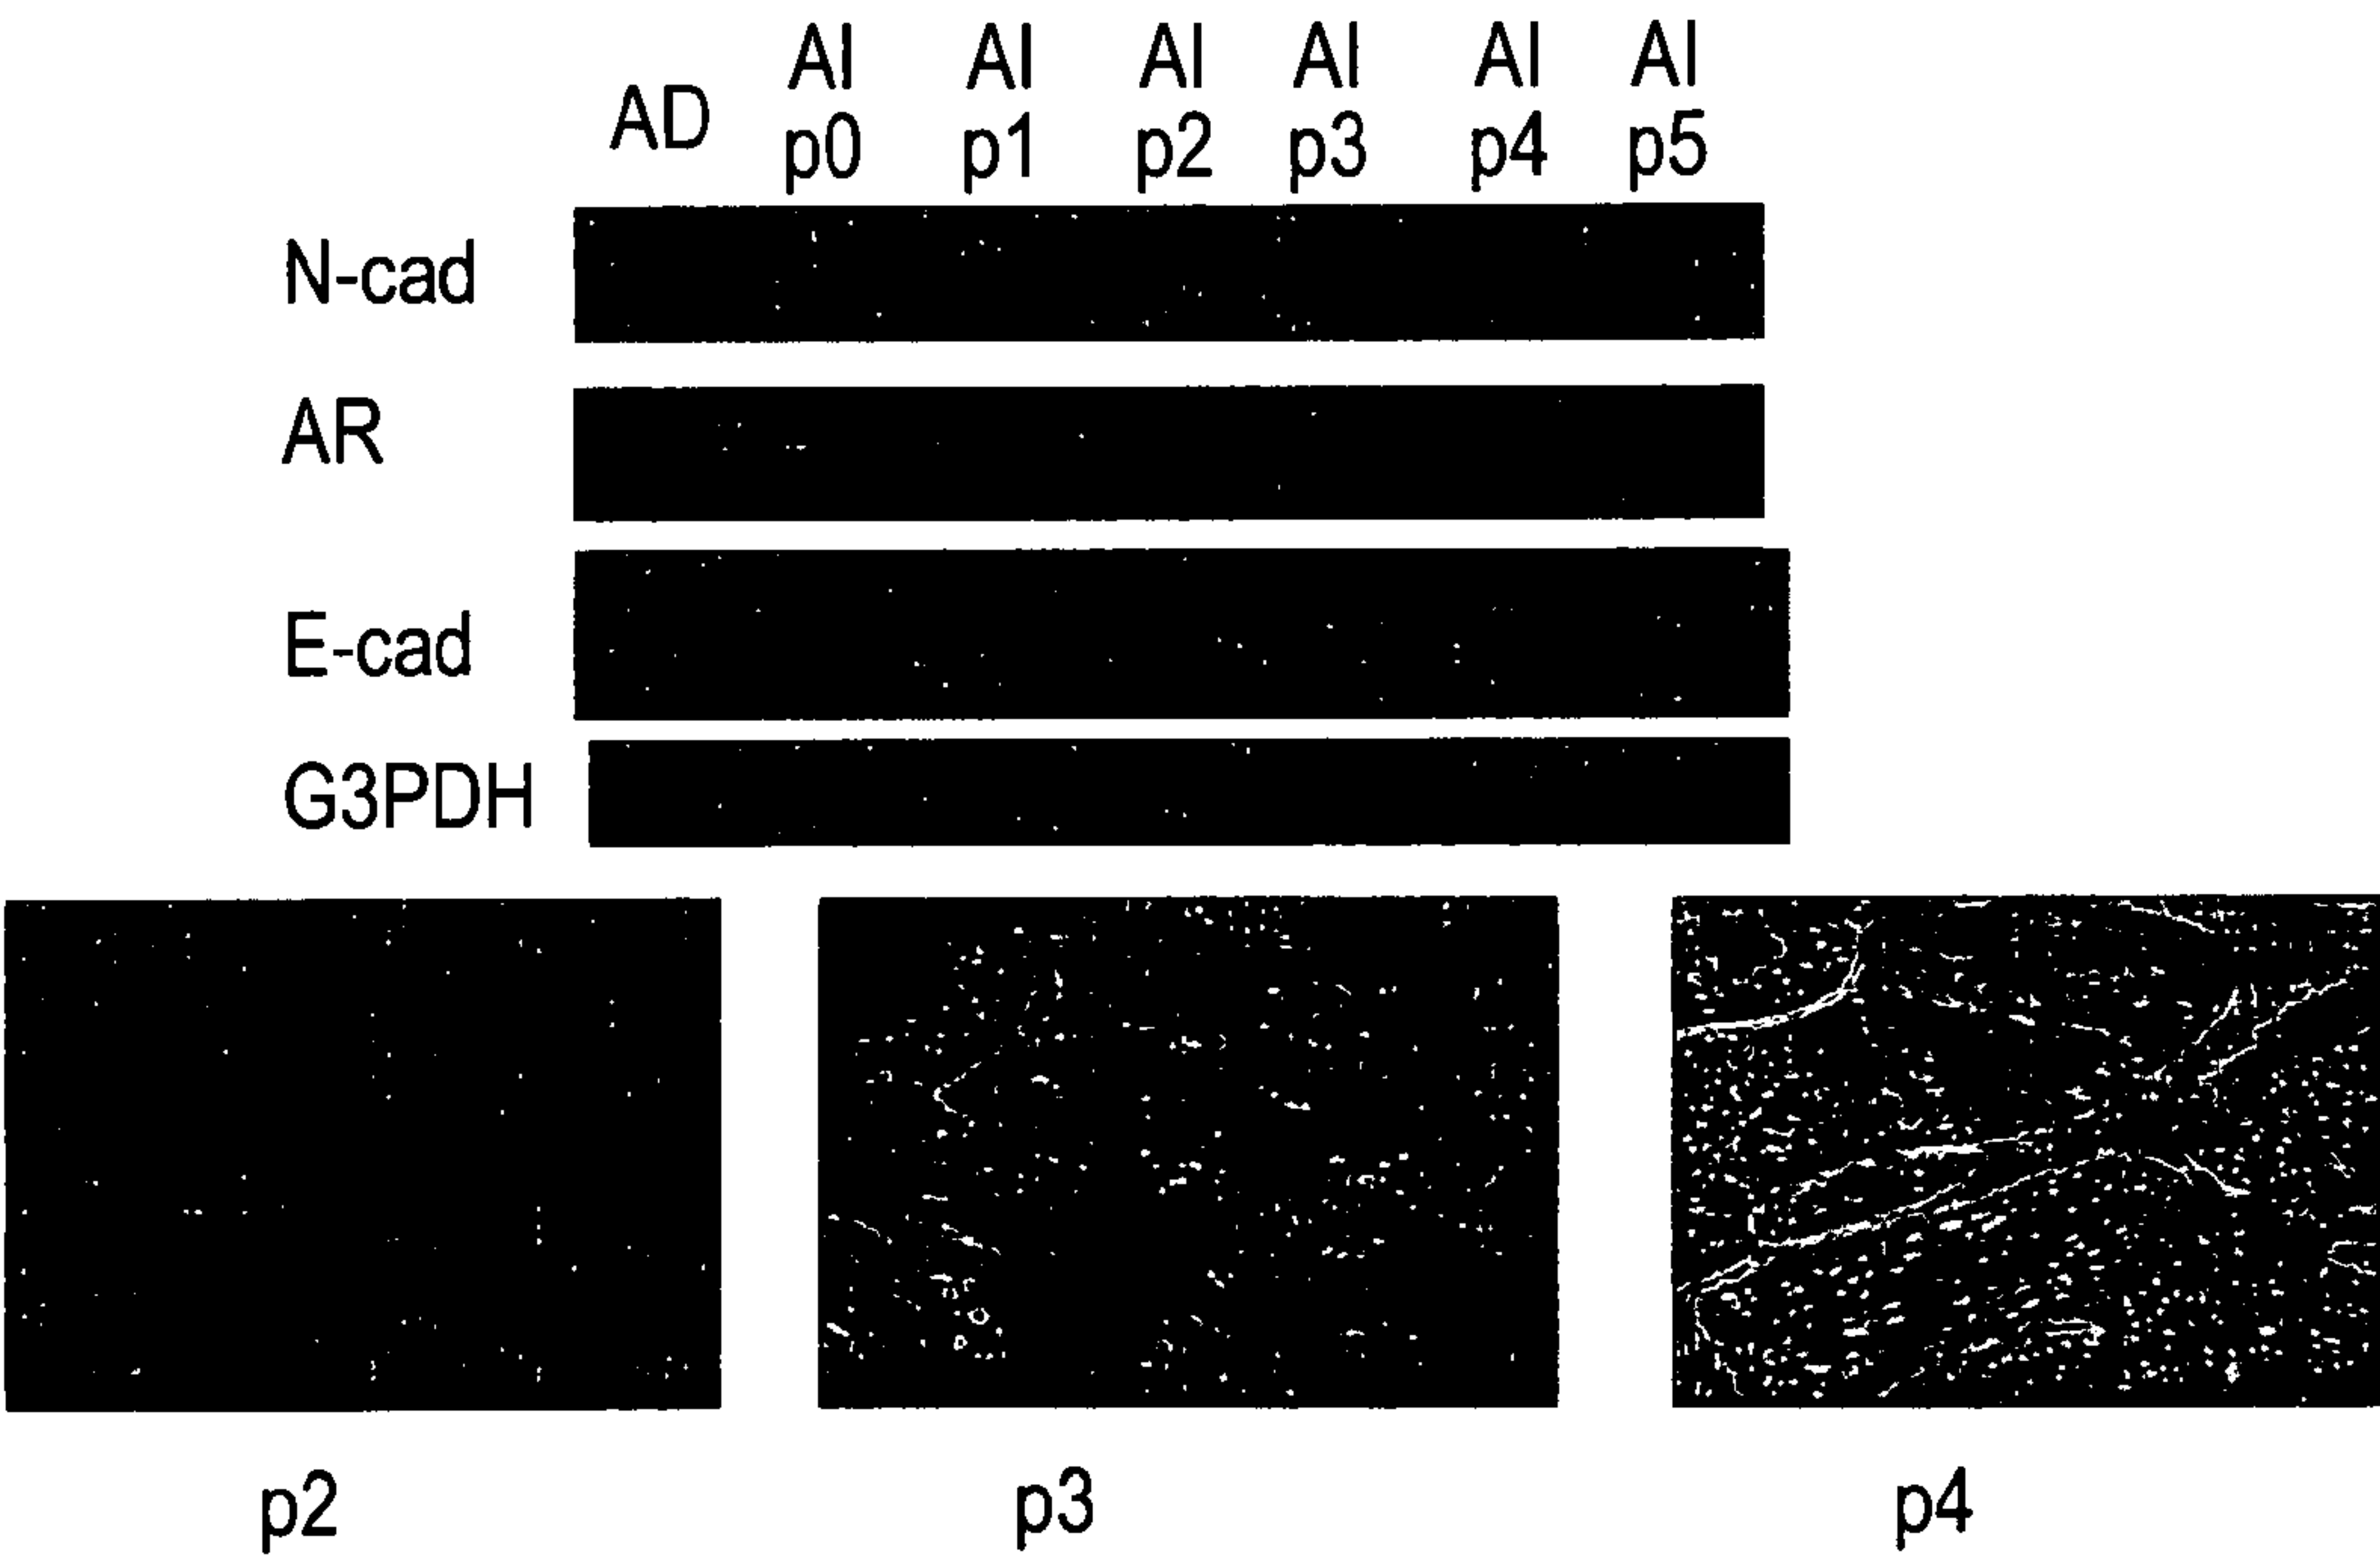 AD AI p0 AI p1 AI p2 AI p3 AI p4 AI p5
N-cad
AR
E-cad
G3PDH
p2 p3 p4